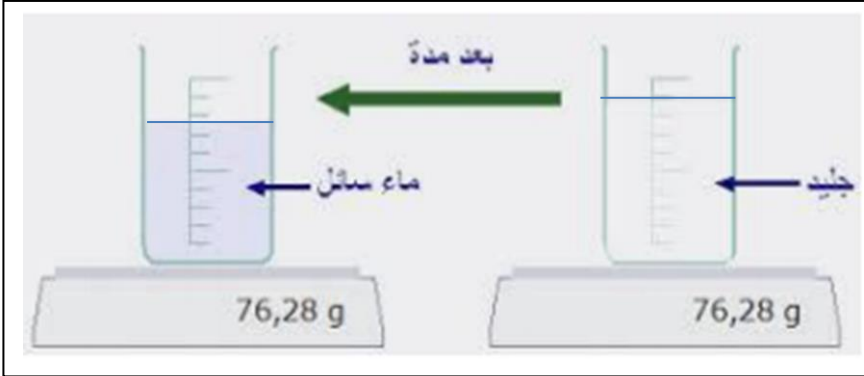 بعد مدة
جليد
ماء سائل
76,28 g
76,28 g